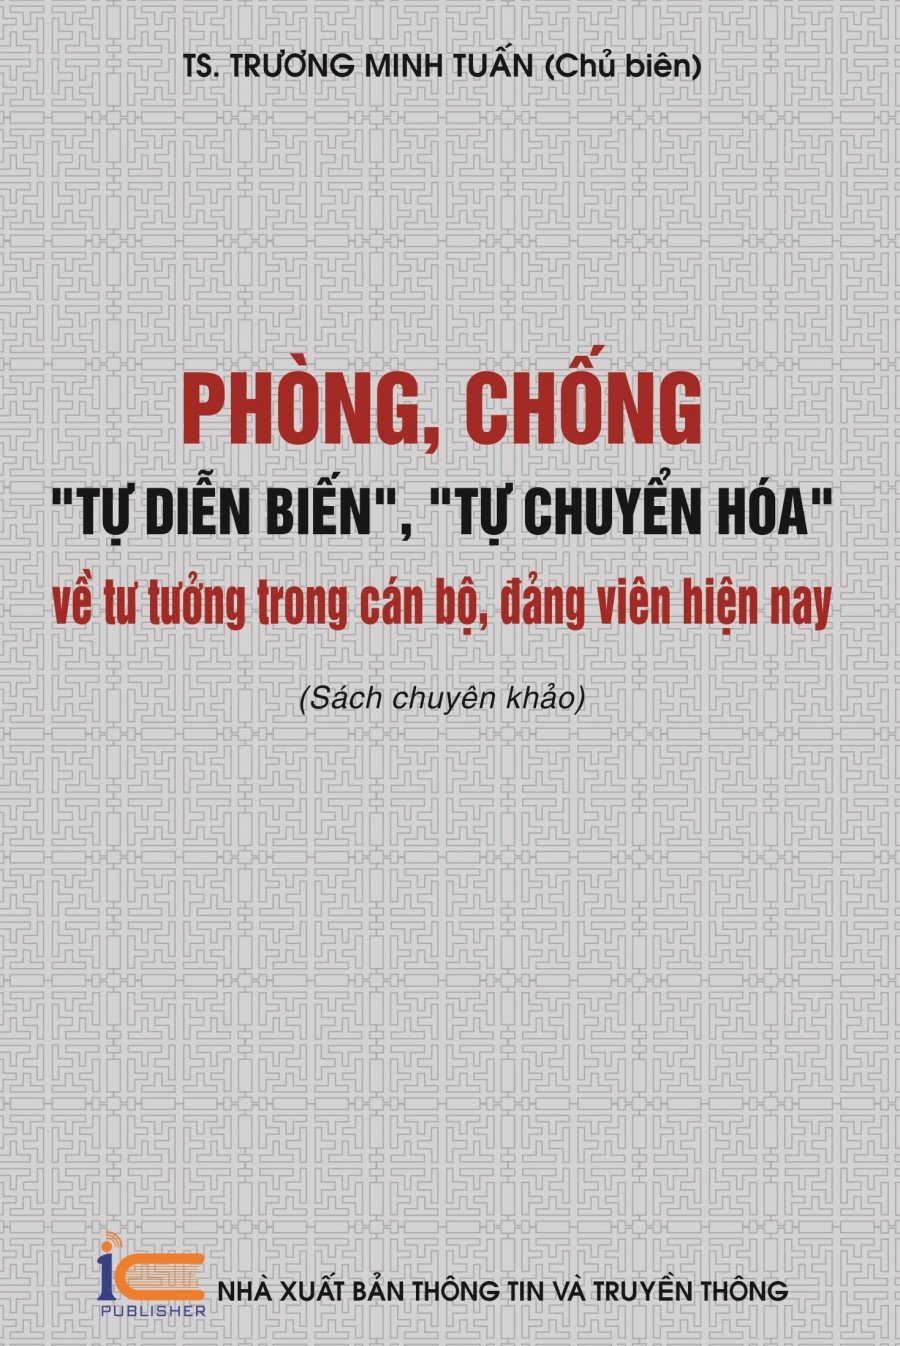 TS. TRƯƠNG MINH TUẤN (Chủ biên)
PHÒNG, CHỐNG
"TỰ DIỄN BIẾN", "TỰ CHUYỂN HÓA"
về tư tưởng trong cán bộ, đảng viên hiện nay
(Sách chuyên khảo)
iC
PUBLISHER
NHÀ XUẤT BẢN THÔNG TIN VÀ TRUYỀN THÔNG